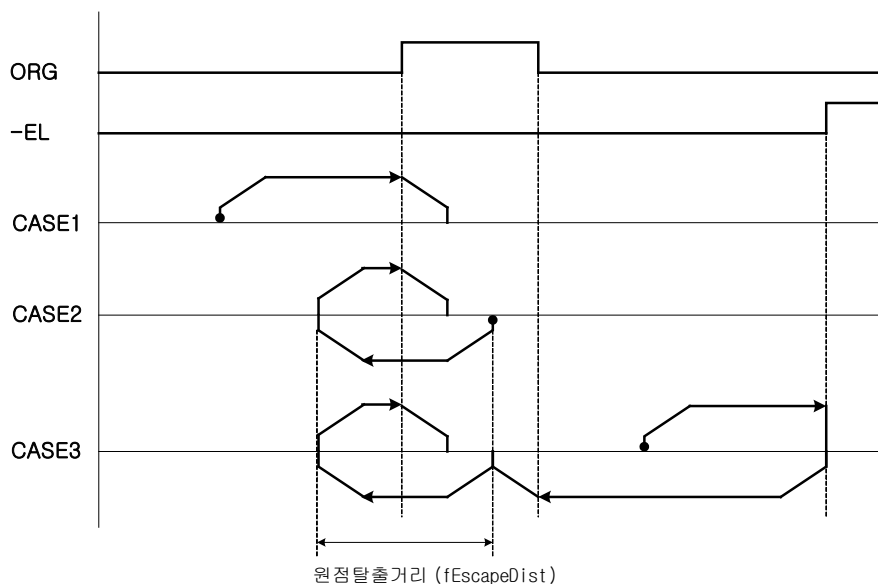 ORG
-EL
CASE1
CASE2
CASE3
원점탈출거리 (fEscapeDist)